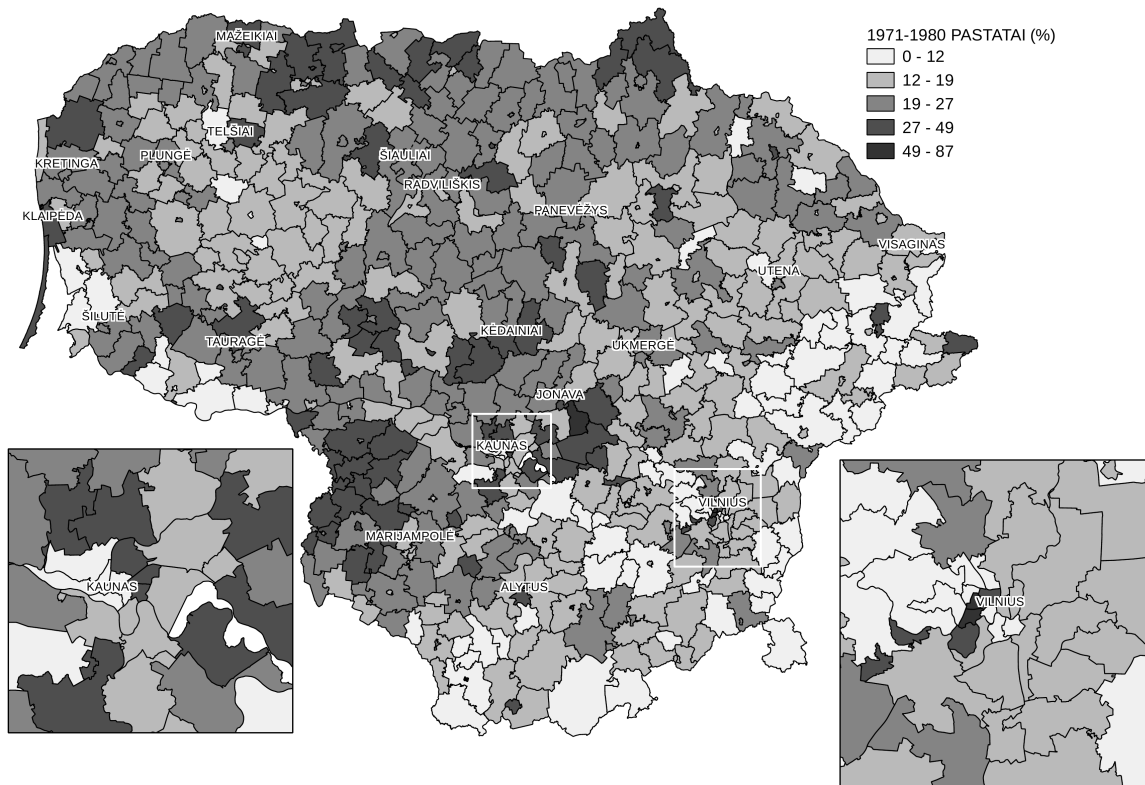 1971-1980 PASTATAI (%)
0 - 12
12 - 19
19 - 27
27 - 49
49 - 87
MAŽEIKIAI
TELŠIAI
PLUNGĖ
KRETINGA
ŠIAULIAI
RADVILIŠKIS
KLAIPĖDA
PANEVĖŽYS
VISAGINAS
UTENA
ŠILUTĖ
TAURAGĖ
KĖDAINIAI
UKMERGĖ
JONAVA
KAUNAS
VILNIUS
MARIJAMPOLĖ
ALYTUS
KAUNAS
VILNIUS